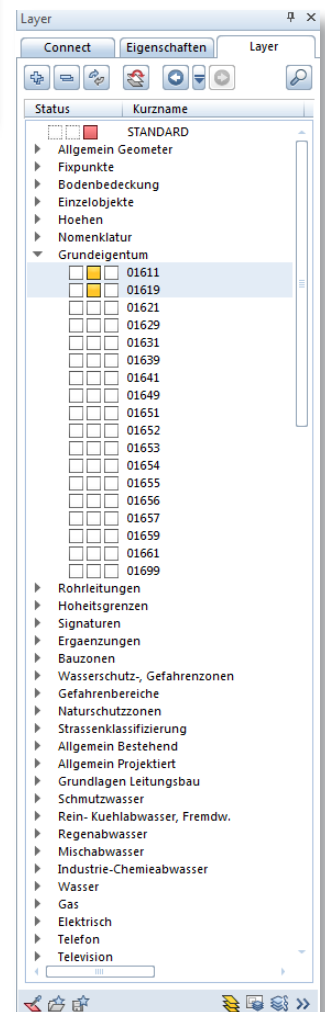 Layer
Connect Eigenschaften Layer
Status Kurzname
STANDARD
Allgemein Geometer
Fixpunkte
Bodenbedeckung
Einzelobjekte
Hoehen
Nomenklatur
Grundeigentum
01611
01619
01621
01629
01631
01639
01641
01649
01651
01652
01653
01654
01655
01656
01657
01659
01661
01699
Rohrleitungen
Hoheitsgrenzen
Signaturen
Ergaenzungen
Bauzonen
Wasserschutz-, Gefahrenzonen
Gefahrenbereiche
Naturschutzzonen
Strassenklassifizierung
Allgemein Bestehend
Allgemein Projektiert
Grundlagen Leitungsbau
Schmutzwasser
Rein- Kuehlabwasser, Fremdw.
Regenabwasser
Mischabwasser
Industrie-Chemieabwasser
Wasser
Gas
Elektrisch
Telefon
Television